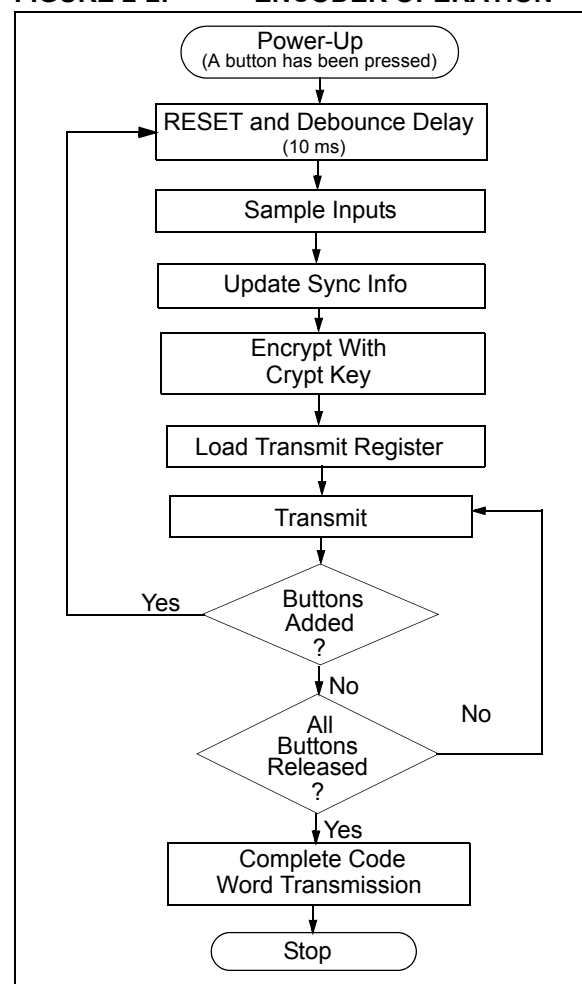 Power-Up
(A button has been pressed)
RESET and Debounce Delay
(10 ms)
Sample Inputs
Update Sync Info
Encrypt With
Crypt Key
Load Transmit Register
Transmit
Buttons
Added
?
Yes
No
All
Buttons
Released
?
No
Yes
Complete Code
Word Transmission
Stop